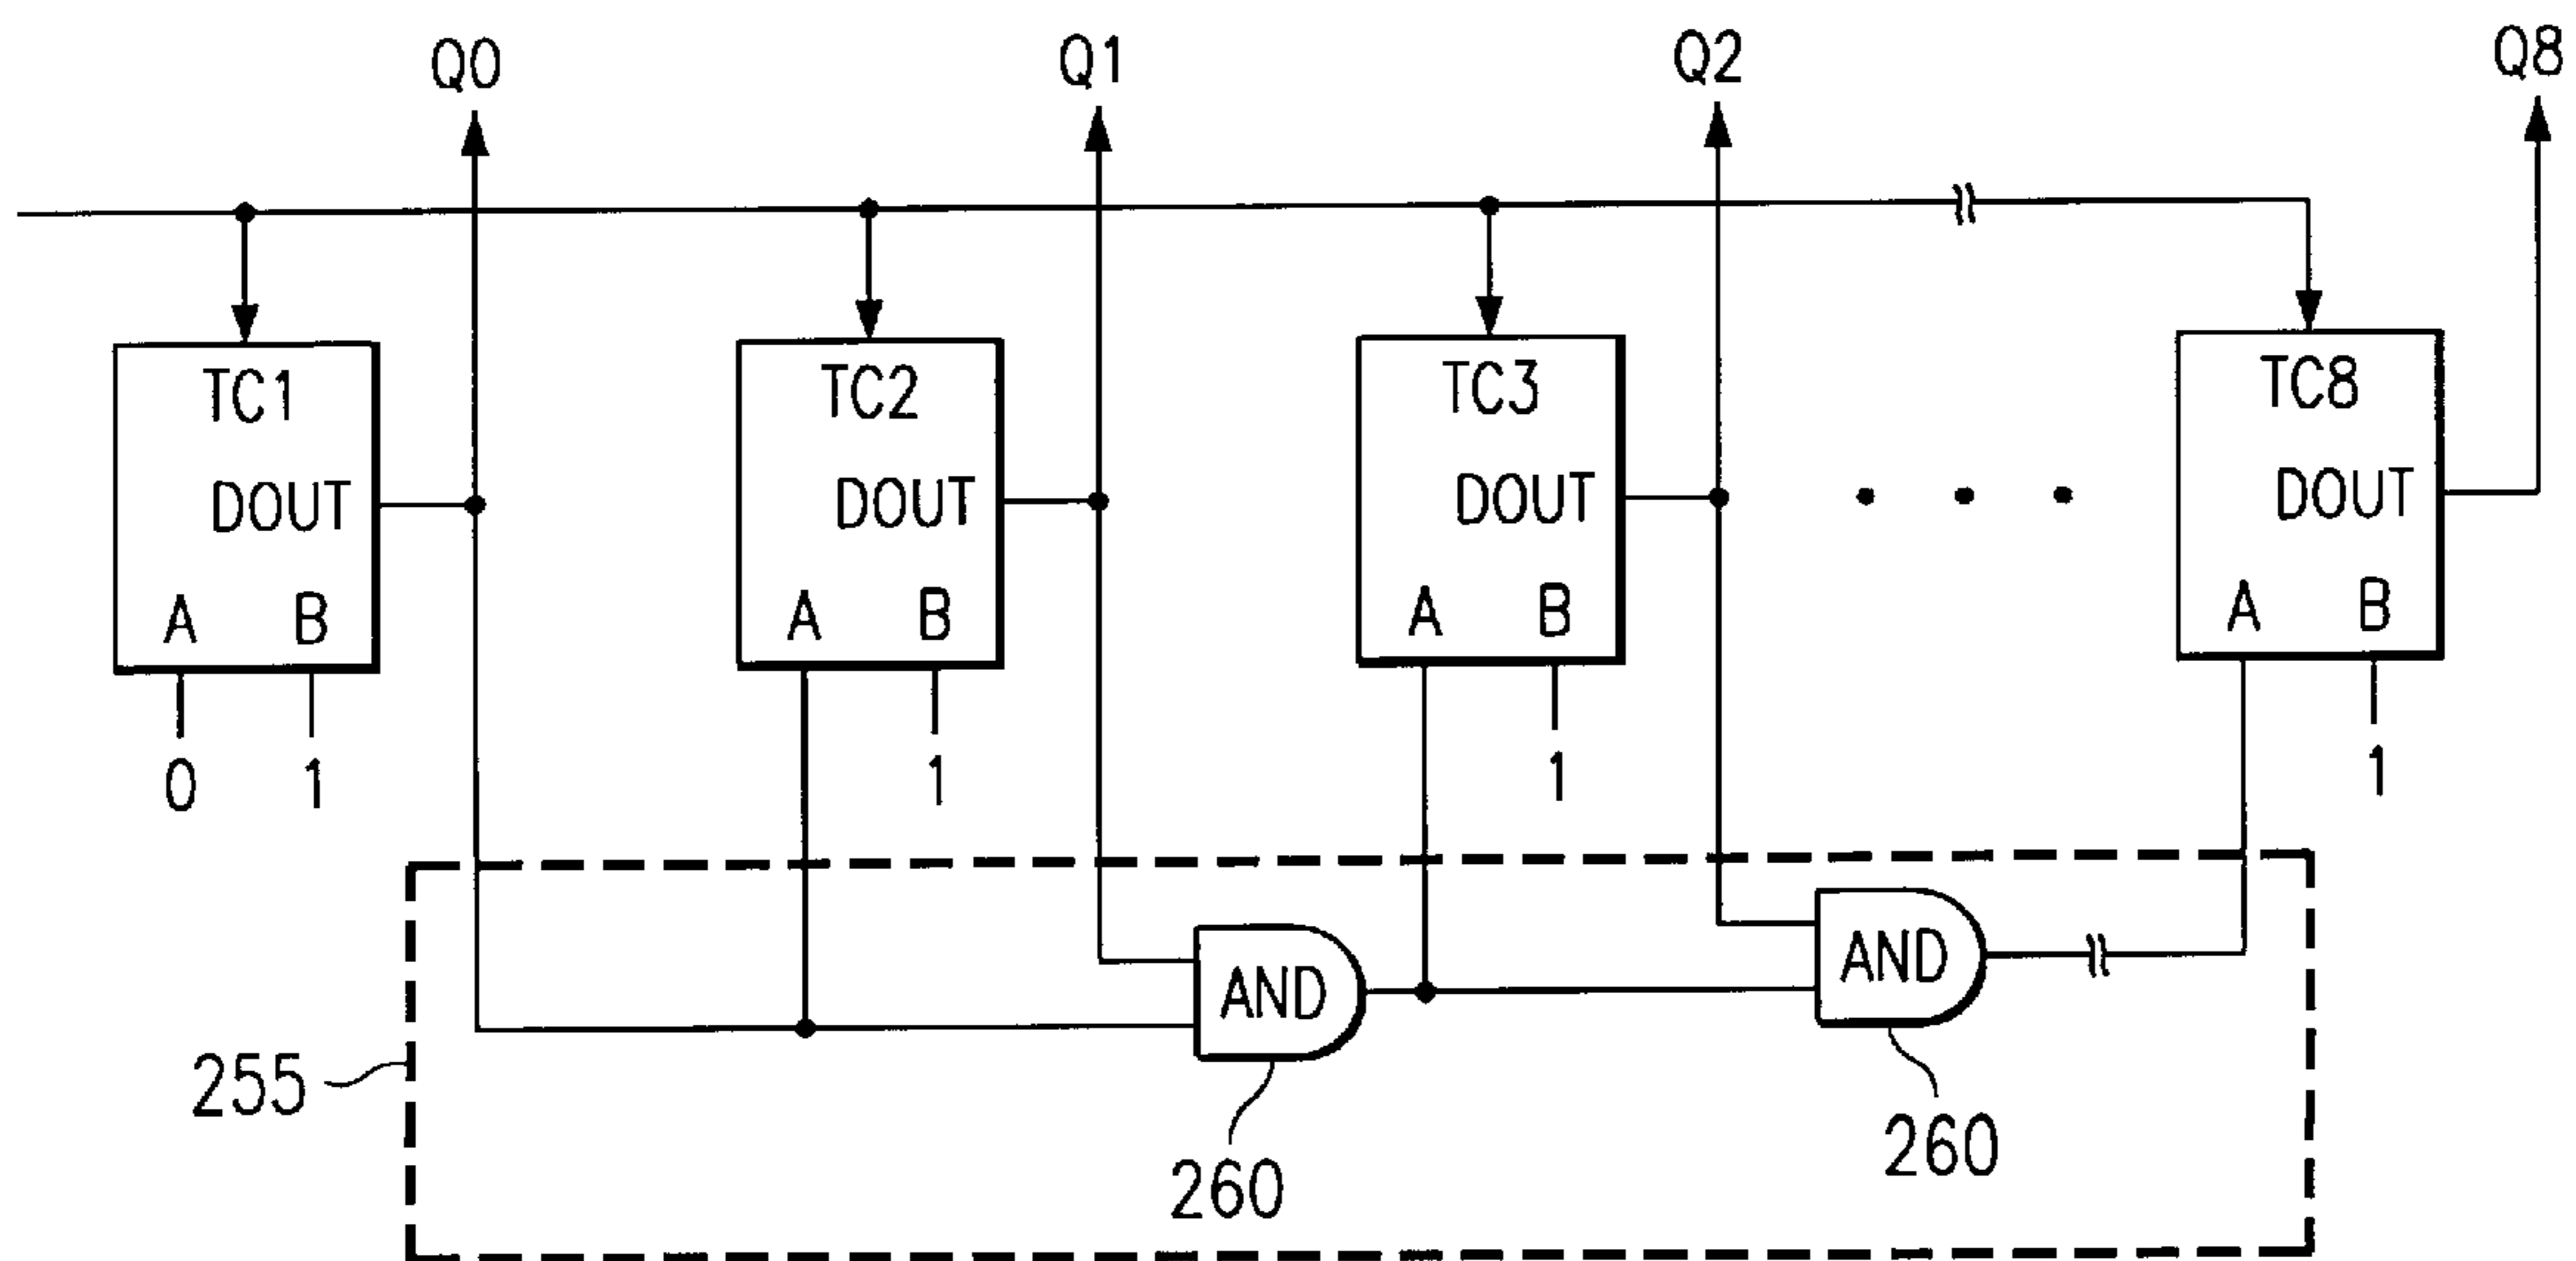 Q0 Q1 Q2 Q8
TC1 TC2 TC3 TC8
DOUT DOUT DOUT DOUT
A B A B A B A B
0 1 1 1 1
AND AND
255
260 260